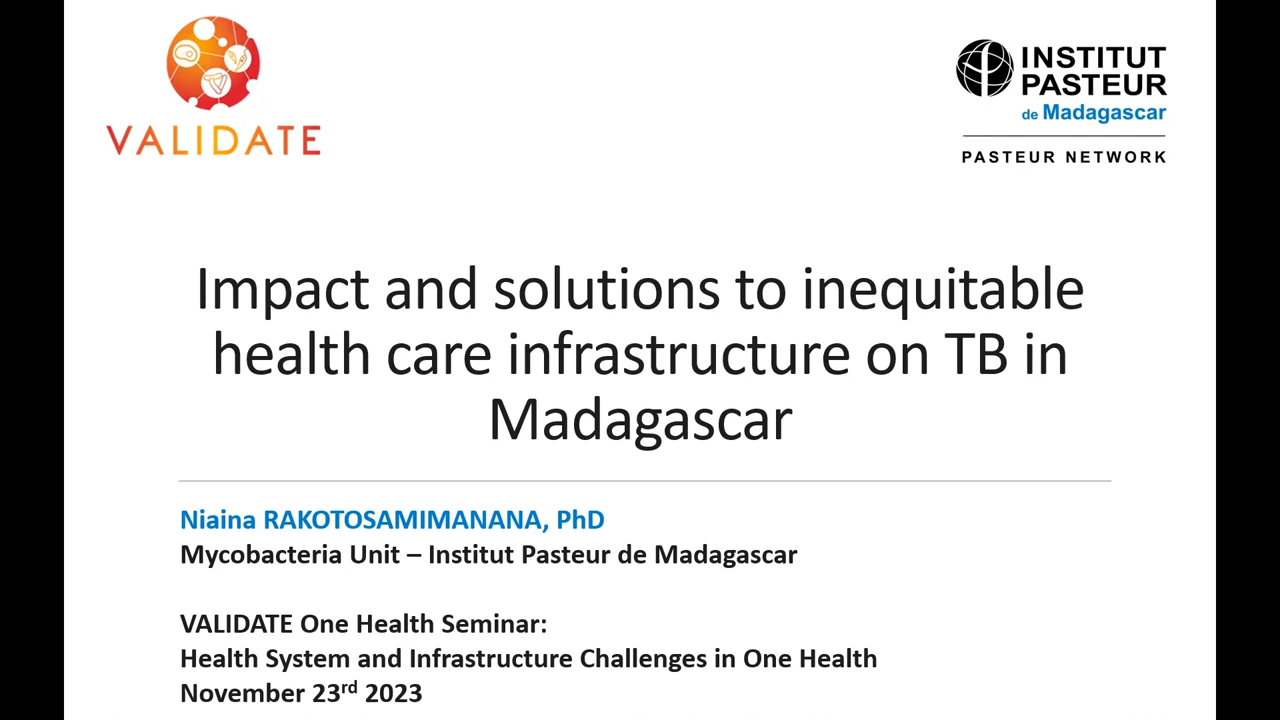 VALIDATE
INSTITUT
PASTEUR
de Madagascar
PASTEUR NETWORK
Impact and solutions to inequitable
health care infrastructure on TB in
Madagascar
Niaina RAKOTOSAMIMANANA, PhD
Mycobacteria Unit – Institut Pasteur de Madagascar
VALIDATE One Health Seminar:
Health System and Infrastructure Challenges in One Health
November 23rd 2023